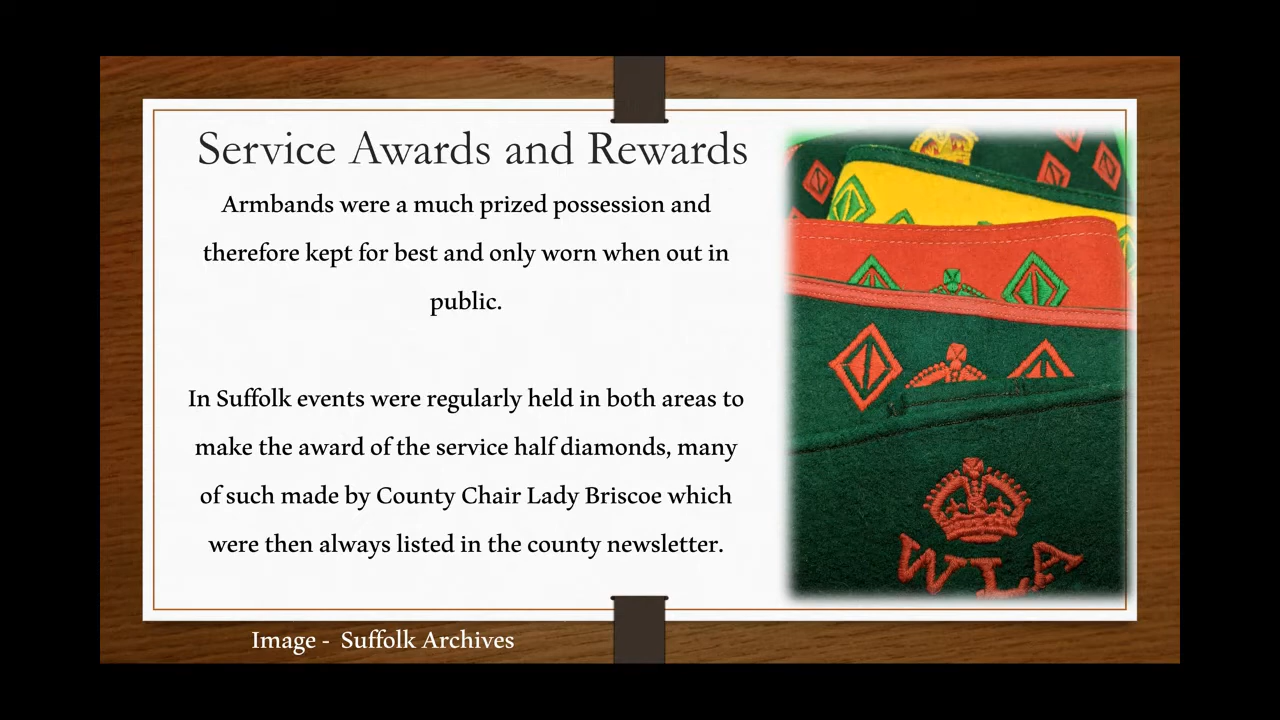 Service Awards and Rewards
Armbands were a much prized possession and
therefore kept for best and only worn when out in
public.
In Suffolk events were regularly held in both areas to
make the award of the service half diamonds, many
of such made by County Chair Lady Briscoe which
were then always listed in the county newsletter.
WLA
Image - Suffolk Archives